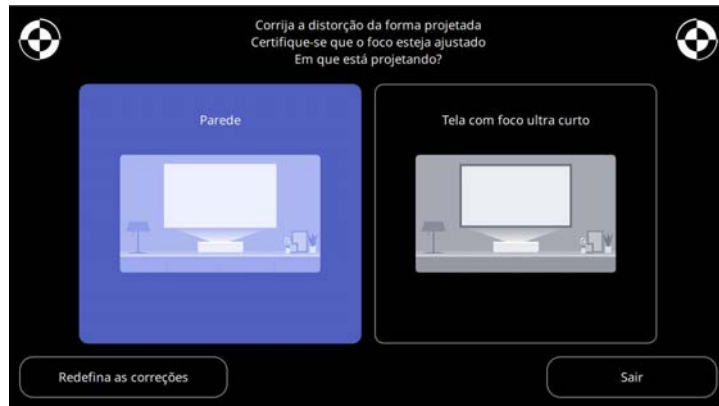 Corrija a distorção da forma projetada
Certifique-se que o foco esteja ajustado
Em que está projetando?
Parede
Tela com foco ultra curto
Redefina as correções
Sair